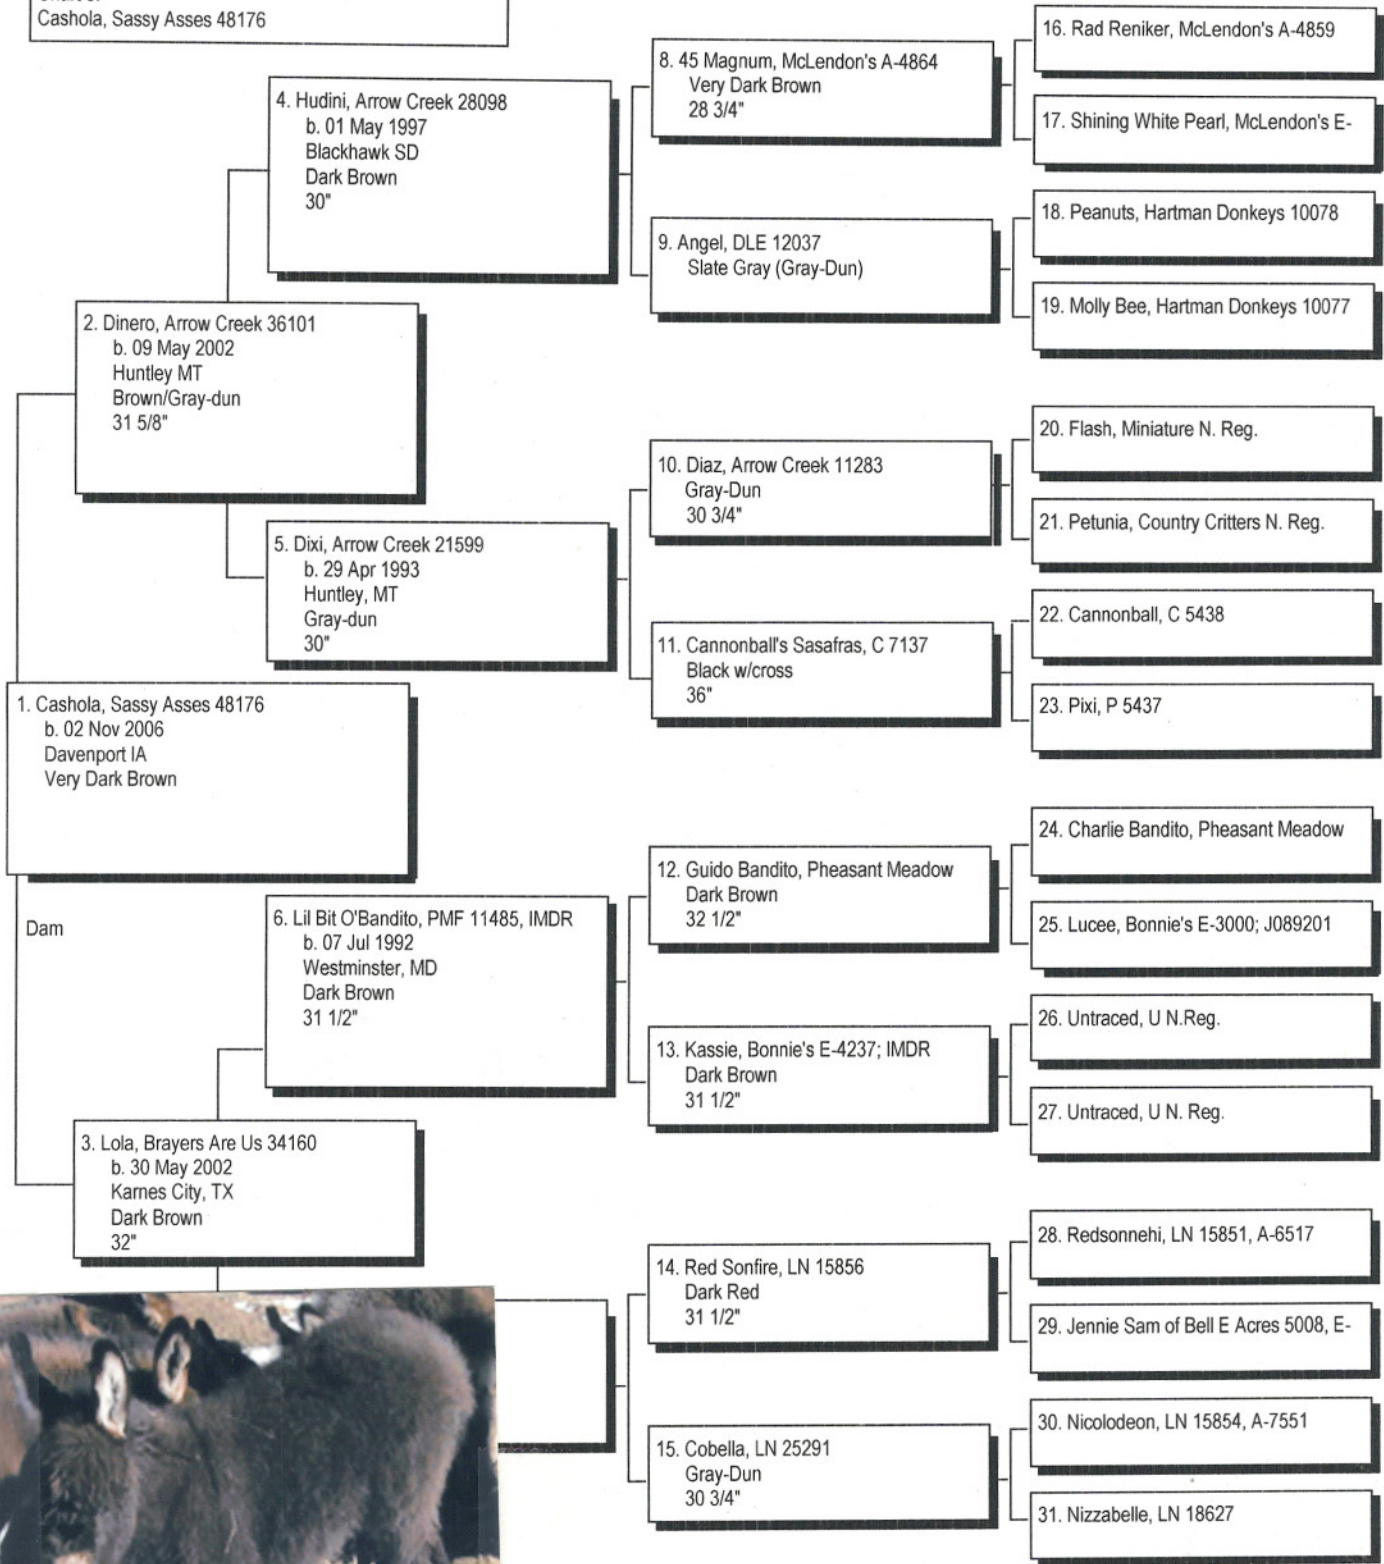 Cashola, Sassy Asses 48176
1. Cashola, Sassy Asses 48176
b. 02 Nov 2006
Davenport IA
Very Dark Brown
2. Dinero, Arrow Creek 36101
b. 09 May 2002
Huntley MT
Brown/Gray-dun
31 5/8"
Dam
3. Lola, Brayers Are Us 34160
b. 30 May 2002
Karnes City, TX
Dark Brown
32"
4. Hudini, Arrow Creek 28098
b. 01 May 1997
Blackhawk SD
Dark Brown
30"
5. Dixi, Arrow Creek 21599
b. 29 Apr 1993
Huntley, MT
Gray-dun
30"
6. Lil Bit O'Bandito, PMF 11485, IMDR
b. 07 Jul 1992
Westminster, MD
Dark Brown
31 1/2"
8. 45 Magnum, McLendon's A-4864
Very Dark Brown
28 3/4"
9. Angel, DLE 12037
Slate Gray (Gray-Dun)
10. Diaz, Arrow Creek 11283
Gray-Dun
30 3/4"
11. Cannonball's Sasafras, C 7137
Black w/cross
36"
12. Guido Bandito, Pheasant Meadow
Dark Brown
32 1/2"
13. Kassie, Bonnie's E-4237; IMDR
Dark Brown
31 1/2"
14. Red Sonfire, LN 15856
Dark Red
31 1/2"
15. Cobella, LN 25291
Gray-Dun
30 3/4"
16. Rad Reniker, McLendon's A-4859
17. Shining White Pearl, McLendon's E-
18. Peanuts, Hartman Donkeys 10078
19. Molly Bee, Hartman Donkeys 10077
20. Flash, Miniature N. Reg.
21. Petunia, Country Critters N. Reg.
22. Cannonball, C 5438
23. Pixi, P 5437
24. Charlie Bandito, Pheasant Meadow
25. Lucee, Bonnie's E-3000; J089201
26. Untraced, U N.Reg.
27. Untraced, U N. Reg.
28. Redsonnehi, LN 15851, A-6517
29. Jennie Sam of Bell E Acres 5008, E-
30. Nicolodeon, LN 15854, A-7551
31. Nizzabelle, LN 18627